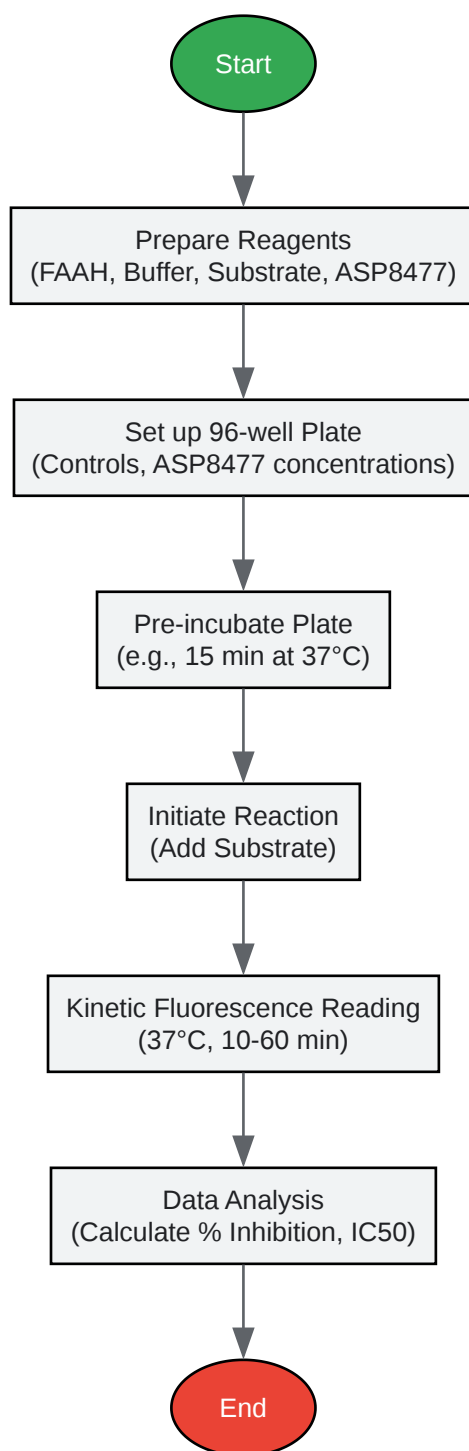 Start
Prepare Reagents
(FAAH, Buffer, Substrate, ASP8477)
Set up 96-well Plate
(Controls, ASP8477 concentrations)
Pre-incubate Plate
(e.g., 15 min at 37°C)
Initiate Reaction
(Add Substrate)
Kinetic Fluorescence Reading
(37°C, 10-60 min)
Data Analysis
(Calculate % Inhibition, IC50)
End